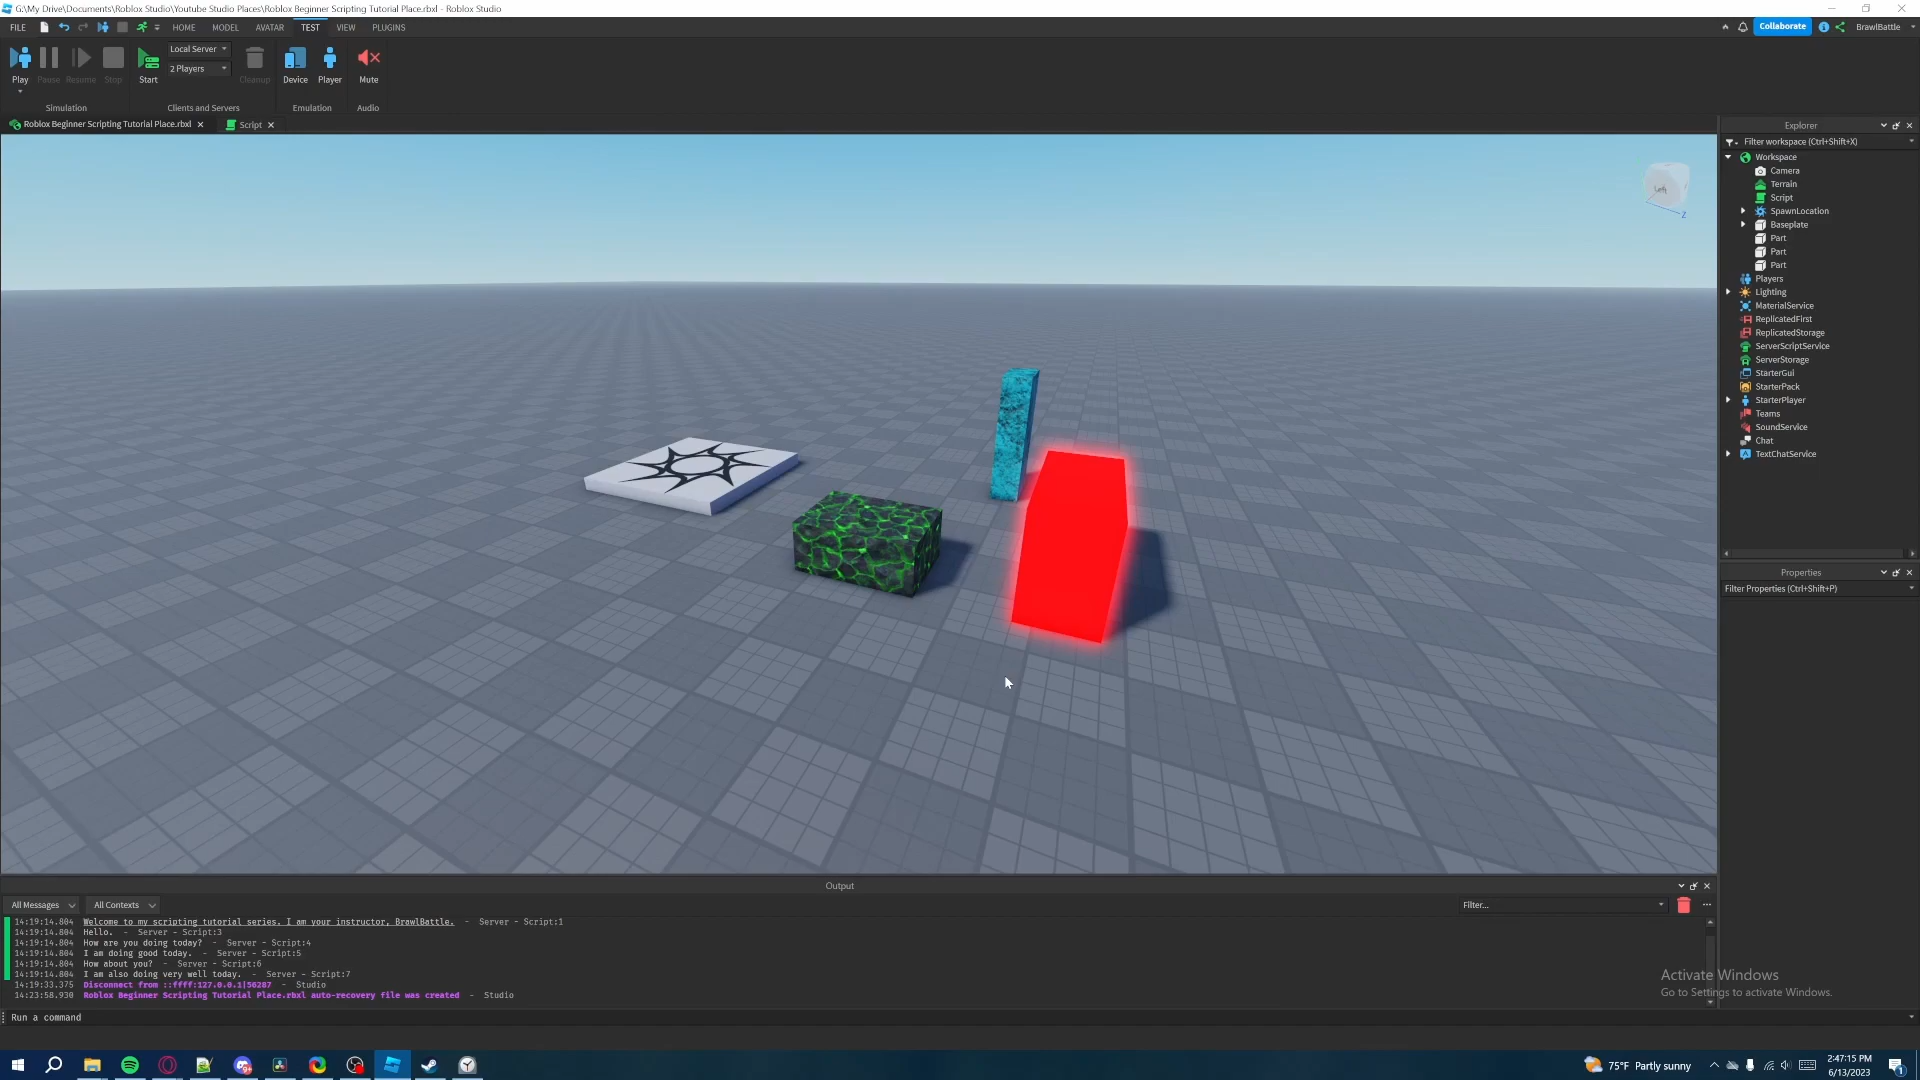 G:\My Drive\Documents\Roblox Studio\Youtube Studio Places\Roblox Beginner Scripting Tutorial Place.rbxl - Roblox Studio
FILE HOME MODEL AVATAR TEST VIEW PLUGINS
Collaborate
BrawlBattle
Play Pause Resume Stop
Start
Local Server
2 Players
Cleanup
Device Player
Mute
Simulation Clients and Servers Emulation Audio
Roblox Beginner Scripting Tutorial Place.rbxl
Script
Explorer
Filter workspace (Ctrl+Shift+X)
Workspace
Camera
Terrain
Script
SpawnLocation
Baseplate
Part
Part
Part
Players
Lighting
MaterialService
ReplicatedFirst
ReplicatedStorage
ServerScriptService
ServerStorage
StarterGui
StarterPack
StarterPlayer
Teams
SoundService
Chat
TextChatService
Properties
Filter Properties (Ctrl+Shift+P)
Left
Z
Output
All Messages All Contexts
Filter...
14:19:14.804 Welcome to my scripting tutorial series. I am your instructor, BrawlBattle. - Server - Script:1
14:19:14.804 Hello. - Server - Script:3
14:19:14.804 How are you doing today? - Server - Script:4
14:19:14.804 I am doing good today. - Server - Script:5
14:19:14.804 How about you? - Server - Script:6
14:19:14.804 I am also doing very well today. - Server - Script:7
14:19:33.375 Disconnect from ::ffff:127.0.0.1|56287 - Studio
14:23:58.930 Roblox Beginner Scripting Tutorial Place.rbxl auto-recovery file was created - Studio
Activate Windows
Go to Settings to activate Windows.
Run a command
75°F Partly sunny
2:47:15 PM
6/13/2023